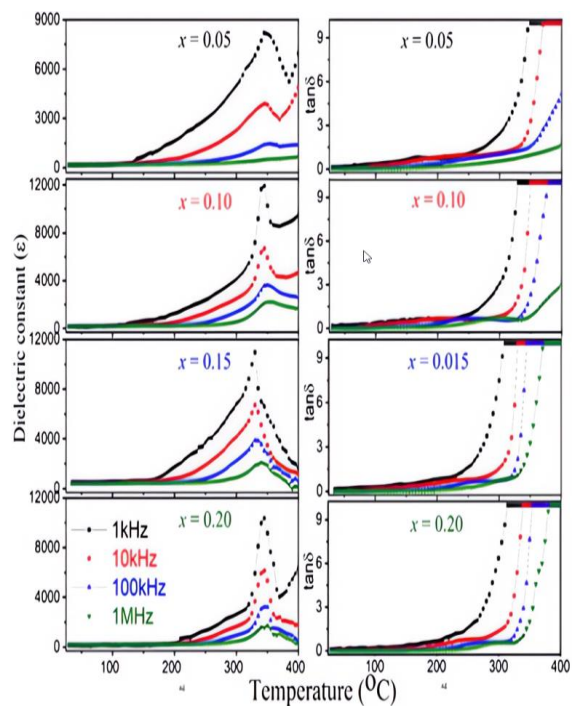 9000
6000
3000
0
x = 0.05
9
6
3
0
tanδ
x = 0.05
12000
8000
4000
0
x = 0.10
9
6
3
0
tanδ
x = 0.10
Dielectric constant (ε)
12000
8000
4000
0
x = 0.15
9
6
3
0
tanδ
x = 0.015
12000
8000
4000
0
x = 0.20
1kHz
10kHz
100kHz
1MHz
9
6
3
0
tanδ
x = 0.20
100 200 300 400
100 200 300 400
Temperature (⁰C)